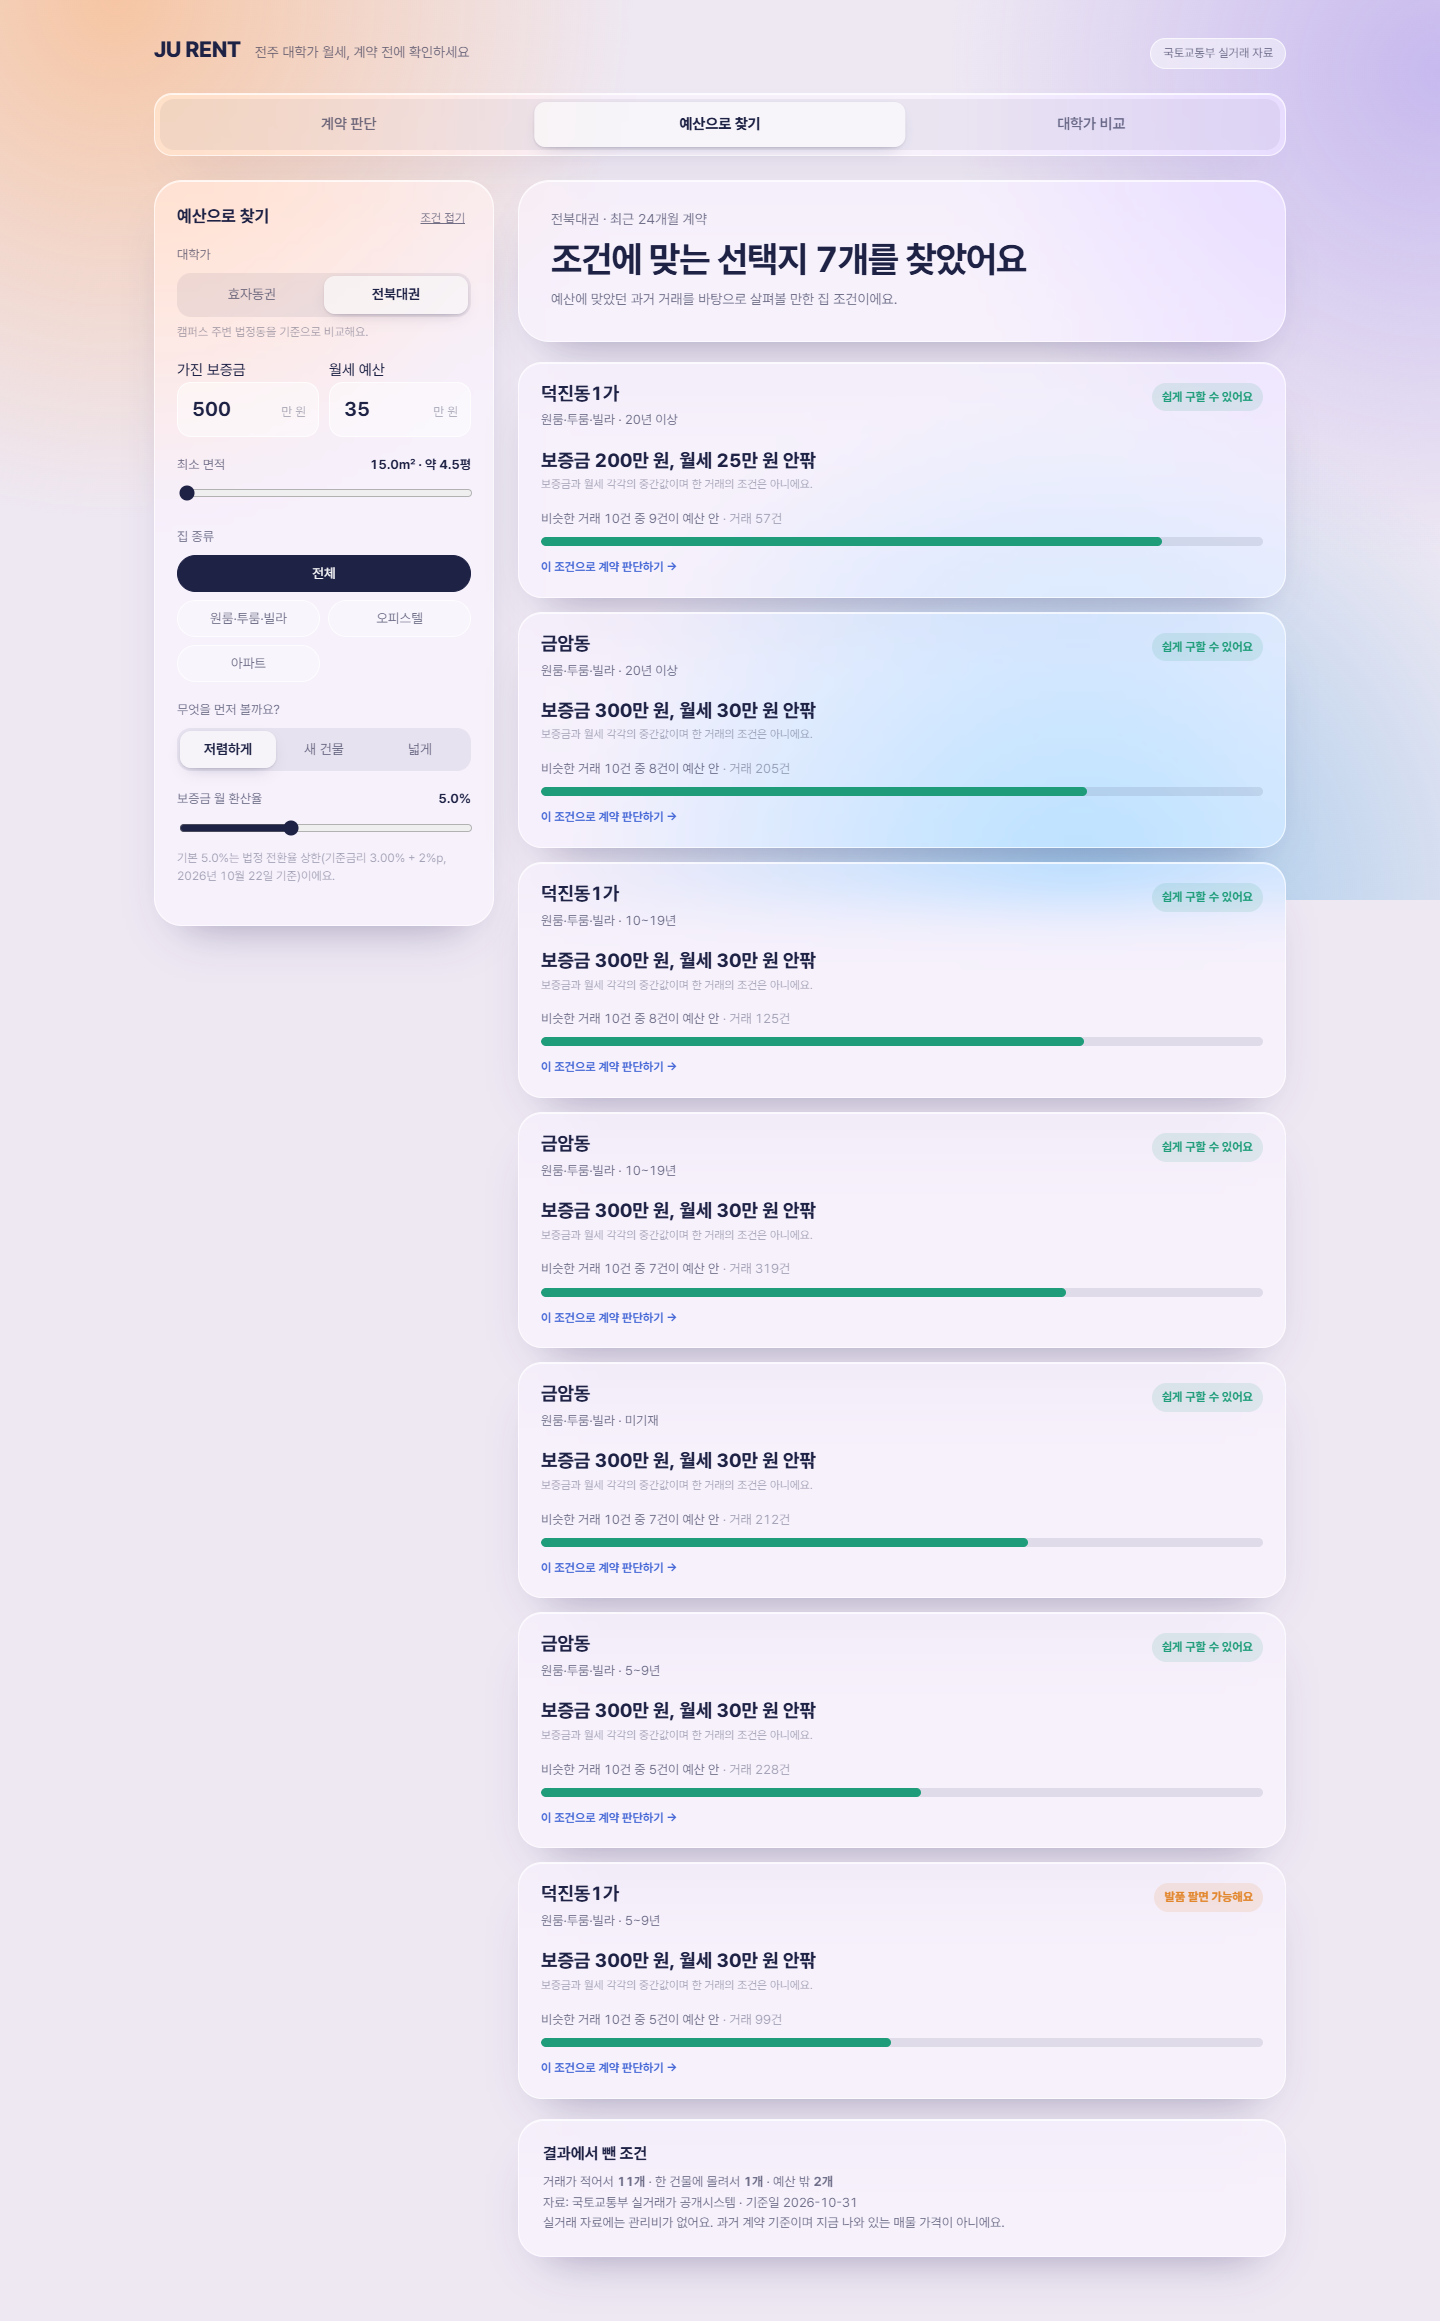 JU RENT 전주 대학가 월세, 계약 전에 확인하세요
국토교통부 실거래 자료
계약 판단
예산으로 찾기
대학가 비교
예산으로 찾기
조건 접기
대학가
효자동권
전북대권
캠퍼스 주변 법정동을 기준으로 비교해요.
가진 보증금
월세 예산
500 만 원
35 만 원
최소 면적
15.0m² · 약 4.5평
집 종류
전체
원룸·투룸·빌라
오피스텔
아파트
무엇을 먼저 볼까요?
저렴하게
새 건물
넓게
보증금 월 환산율
5.0%
기본 5.0%는 법정 전환율 상한(기준금리 3.00% + 2%p,
2026년 10월 22일 기준)이에요.
전북대권 · 최근 24개월 계약
조건에 맞는 선택지 7개를 찾았어요
예산에 맞았던 과거 거래를 바탕으로 살펴볼 만한 집 조건이에요.
덕진동1가
쉽게 구할 수 있어요
원룸·투룸·빌라 · 20년 이상
보증금 200만 원, 월세 25만 원 안팎
보증금과 월세 각각의 중간값이며 한 거래의 조건은 아니에요.
비슷한 거래 10건 중 9건이 예산 안 · 거래 57건
이 조건으로 계약 판단하기 →
금암동
쉽게 구할 수 있어요
원룸·투룸·빌라 · 20년 이상
보증금 300만 원, 월세 30만 원 안팎
보증금과 월세 각각의 중간값이며 한 거래의 조건은 아니에요.
비슷한 거래 10건 중 8건이 예산 안 · 거래 205건
이 조건으로 계약 판단하기 →
덕진동1가
쉽게 구할 수 있어요
원룸·투룸·빌라 · 10~19년
보증금 300만 원, 월세 30만 원 안팎
보증금과 월세 각각의 중간값이며 한 거래의 조건은 아니에요.
비슷한 거래 10건 중 8건이 예산 안 · 거래 125건
이 조건으로 계약 판단하기 →
금암동
쉽게 구할 수 있어요
원룸·투룸·빌라 · 10~19년
보증금 300만 원, 월세 30만 원 안팎
보증금과 월세 각각의 중간값이며 한 거래의 조건은 아니에요.
비슷한 거래 10건 중 7건이 예산 안 · 거래 319건
이 조건으로 계약 판단하기 →
금암동
쉽게 구할 수 있어요
원룸·투룸·빌라 · 미기재
보증금 300만 원, 월세 30만 원 안팎
보증금과 월세 각각의 중간값이며 한 거래의 조건은 아니에요.
비슷한 거래 10건 중 7건이 예산 안 · 거래 212건
이 조건으로 계약 판단하기 →
금암동
쉽게 구할 수 있어요
원룸·투룸·빌라 · 5~9년
보증금 300만 원, 월세 30만 원 안팎
보증금과 월세 각각의 중간값이며 한 거래의 조건은 아니에요.
비슷한 거래 10건 중 5건이 예산 안 · 거래 228건
이 조건으로 계약 판단하기 →
덕진동1가
발품 팔면 가능해요
원룸·투룸·빌라 · 5~9년
보증금 300만 원, 월세 30만 원 안팎
보증금과 월세 각각의 중간값이며 한 거래의 조건은 아니에요.
비슷한 거래 10건 중 5건이 예산 안 · 거래 99건
이 조건으로 계약 판단하기 →
결과에서 뺀 조건
거래가 적어서 11개 · 한 건물에 몰려서 1개 · 예산 밖 2개
자료: 국토교통부 실거래가 공개시스템 · 기준일 2026-10-31
실거래 자료에는 관리비가 없어요. 과거 계약 기준이며 지금 나와 있는 매물 가격이 아니에요.